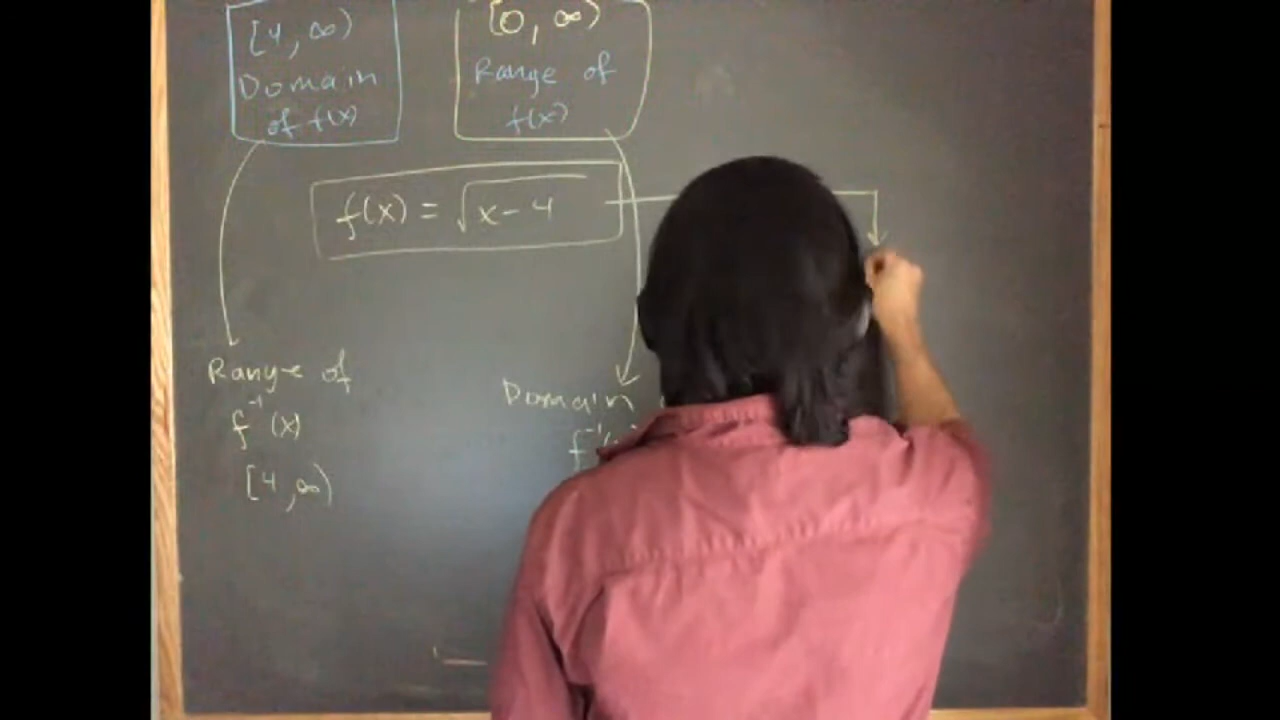 [4, ∞)
Domain
of f(x)
[0, ∞)
Range of
f(x)
f(x) = √x-4
Range of
f⁻¹(x)
[4, ∞)
Domain